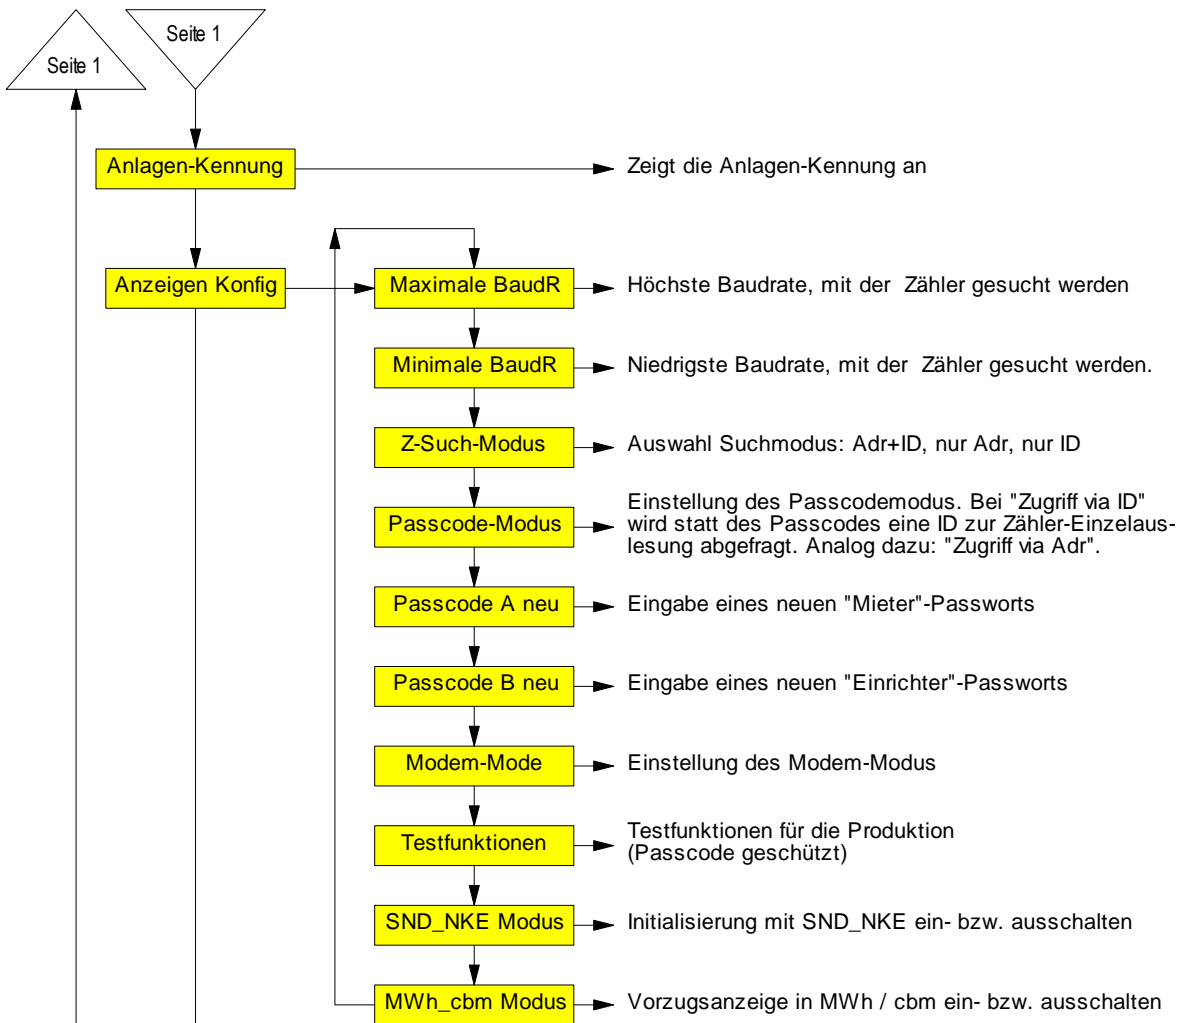 Seite 1
Seite 1
Anlagen-Kennung
Zeigt die Anlagen-Kennung an
Anzeigen Konfig
Maximale BaudR
Höchste Baudrate, mit der Zähler gesucht werden
Minimale BaudR
Niedrigste Baudrate, mit der Zähler gesucht werden.
Z-Such-Modus
Auswahl Suchmodus: Adr+ID, nur Adr, nur ID
Passcode-Modus
Einstellung des Passcodemodus. Bei "Zugriff via ID"
wird statt des Passcodes eine ID zur Zähler-Einzelaus-
lesung abgefragt. Analog dazu: "Zugriff via Adr".
Passcode A neu
Eingabe eines neuen "Mieter"-Passworts
Passcode B neu
Eingabe eines neuen "Einrichter"-Passworts
Modem-Mode
Einstellung des Modem-Modus
Testfunktionen
Testfunktionen für die Produktion
(Passcode geschützt)
SND_NKE Modus
Initialisierung mit SND_NKE ein- bzw. ausschalten
MWh_cbm Modus
Vorzugsanzeige in MWh / cbm ein- bzw. ausschalten